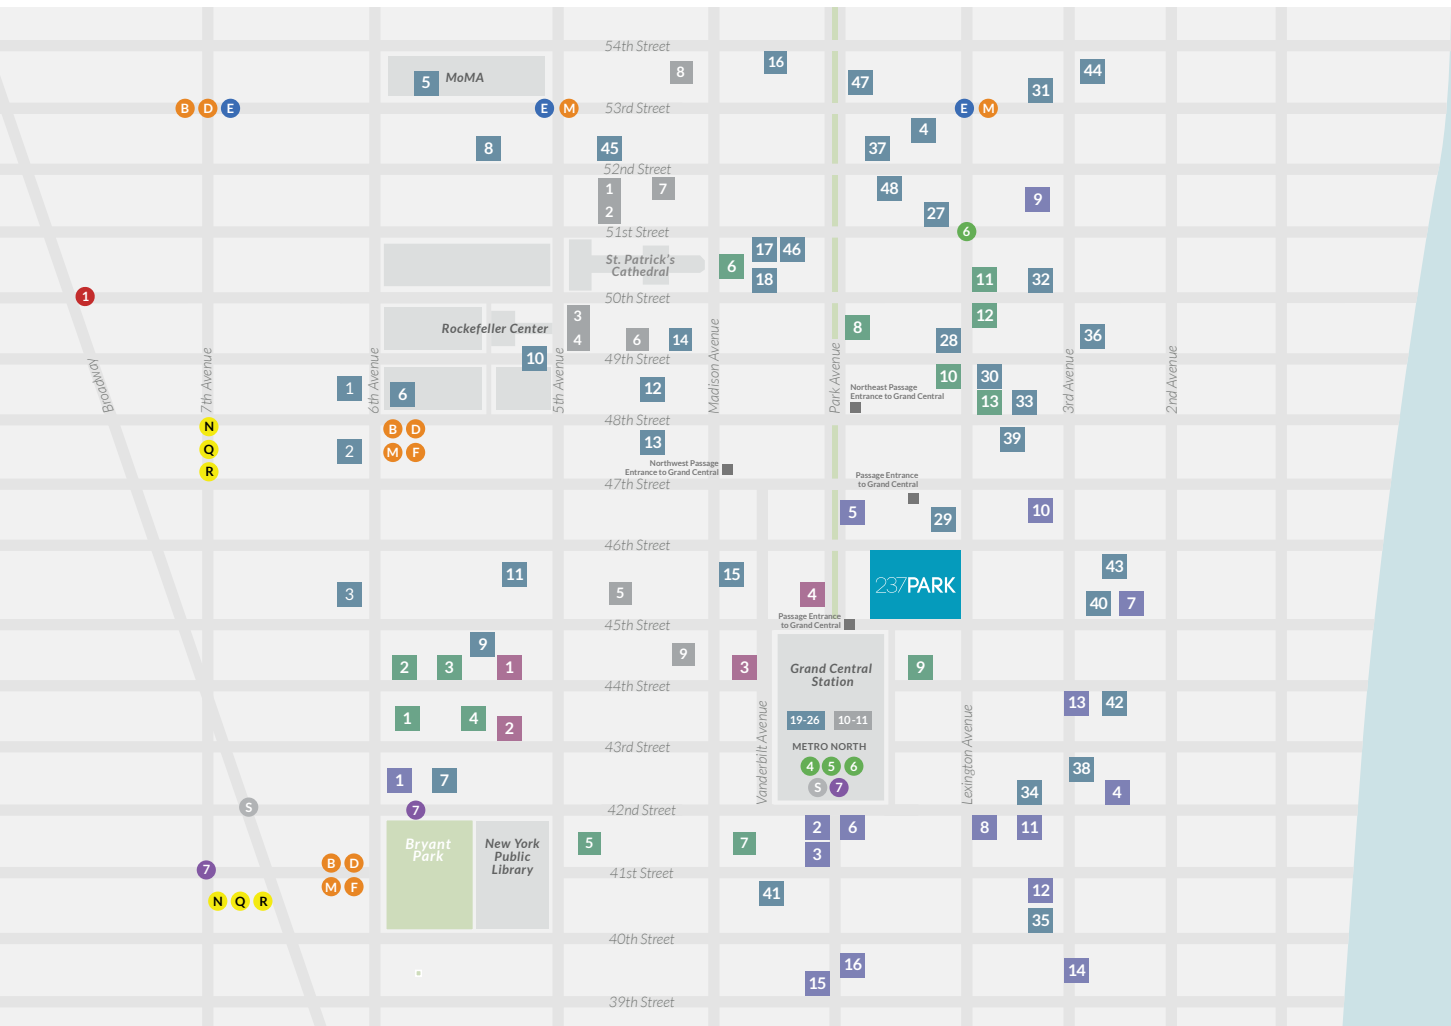 54th Street
16
8
44
5 MoMA
47
31
B D E
E M
53rd Street
E M
4
8
45
37
52nd Street
1
7
48
9
2
27
51st Street
6
17 46
St. Patrick's
Cathedral
6
18
11
32
1
50th Street
3
12
8
Rockefeller Center
4
6
14
28
36
10
49th Street
Broadway
7th Avenue
6th Avenue
5th Avenue
Madison Avenue
Park Avenue
3rd Avenue
2nd Avenue
10
30
1
6
12
Northeast Passage
Entrance to Grand Central
13
33
48th Street
N
B D
Q
M F
R
2
13
39
Northwest Passage
Entrance to Grand Central
47th Street
Passage Entrance
to Grand Central
5
29
10
46th Street
11
15
43
3
5
4
237PARK
40
7
Passage Entrance
to Grand Central
45th Street
9
2
3
1
9
3
Grand Central
Station
9
44th Street
13
42
Vanderbilt Avenue
Lexington Avenue
1
4
2
19-26
10-11
43rd Street
METRO NORTH
4 5 6
S 7
1
7
38
34
4
S
7
42nd Street
2
6
8
11
Bryant
Park
New York
Public
Library
5
7
3
7
B D
M F
41st Street
N Q R
41
12
35
40th Street
16
14
15
39th Street